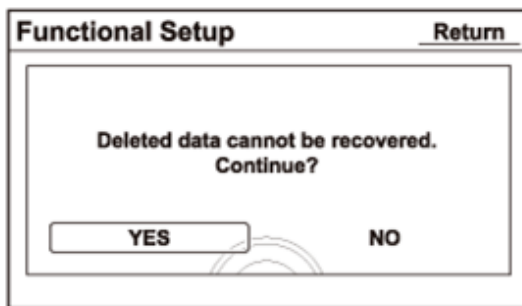 Functional Setup Return
Deleted data cannot be recovered.
Continue?
YES NO